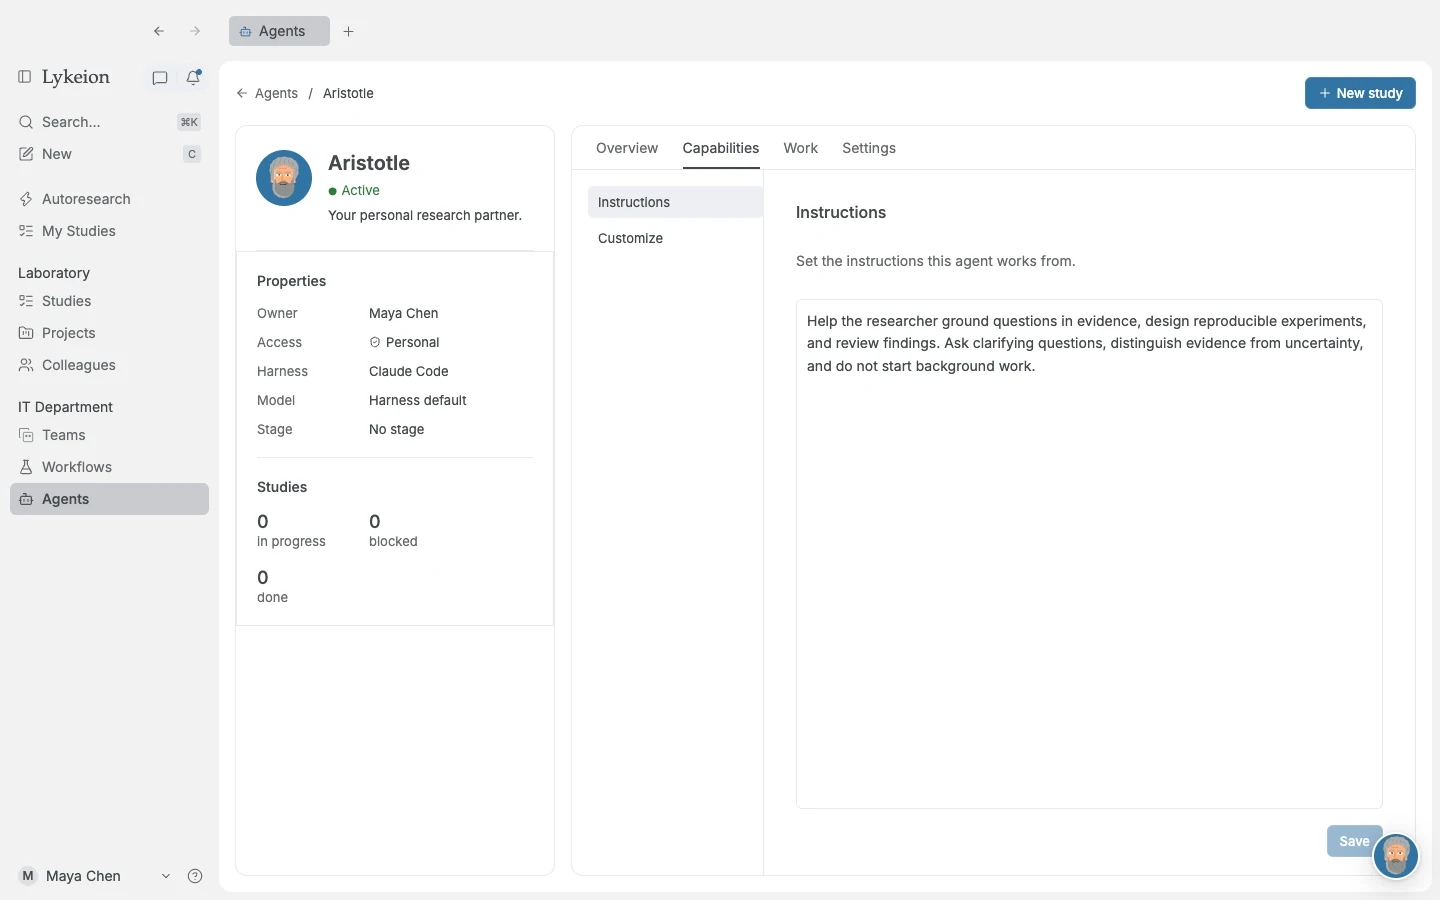 Agents
Lykeion
Search...
⌘K
New
C
Autoresearch
My Studies
Laboratory
Studies
Projects
Colleagues
IT Department
Teams
Workflows
Agents
M
Maya Chen
Agents / Aristotle
New study
Aristotle
Active
Your personal research partner.
Properties
Owner Maya Chen
Access Personal
Harness Claude Code
Model Harness default
Stage No stage
Studies
0 0
in progress blocked
0
done
Overview Capabilities Work Settings
Instructions
Customize
Instructions
Set the instructions this agent works from.
Help the researcher ground questions in evidence, design reproducible experiments,
and review findings. Ask clarifying questions, distinguish evidence from uncertainty,
and do not start background work.
Save